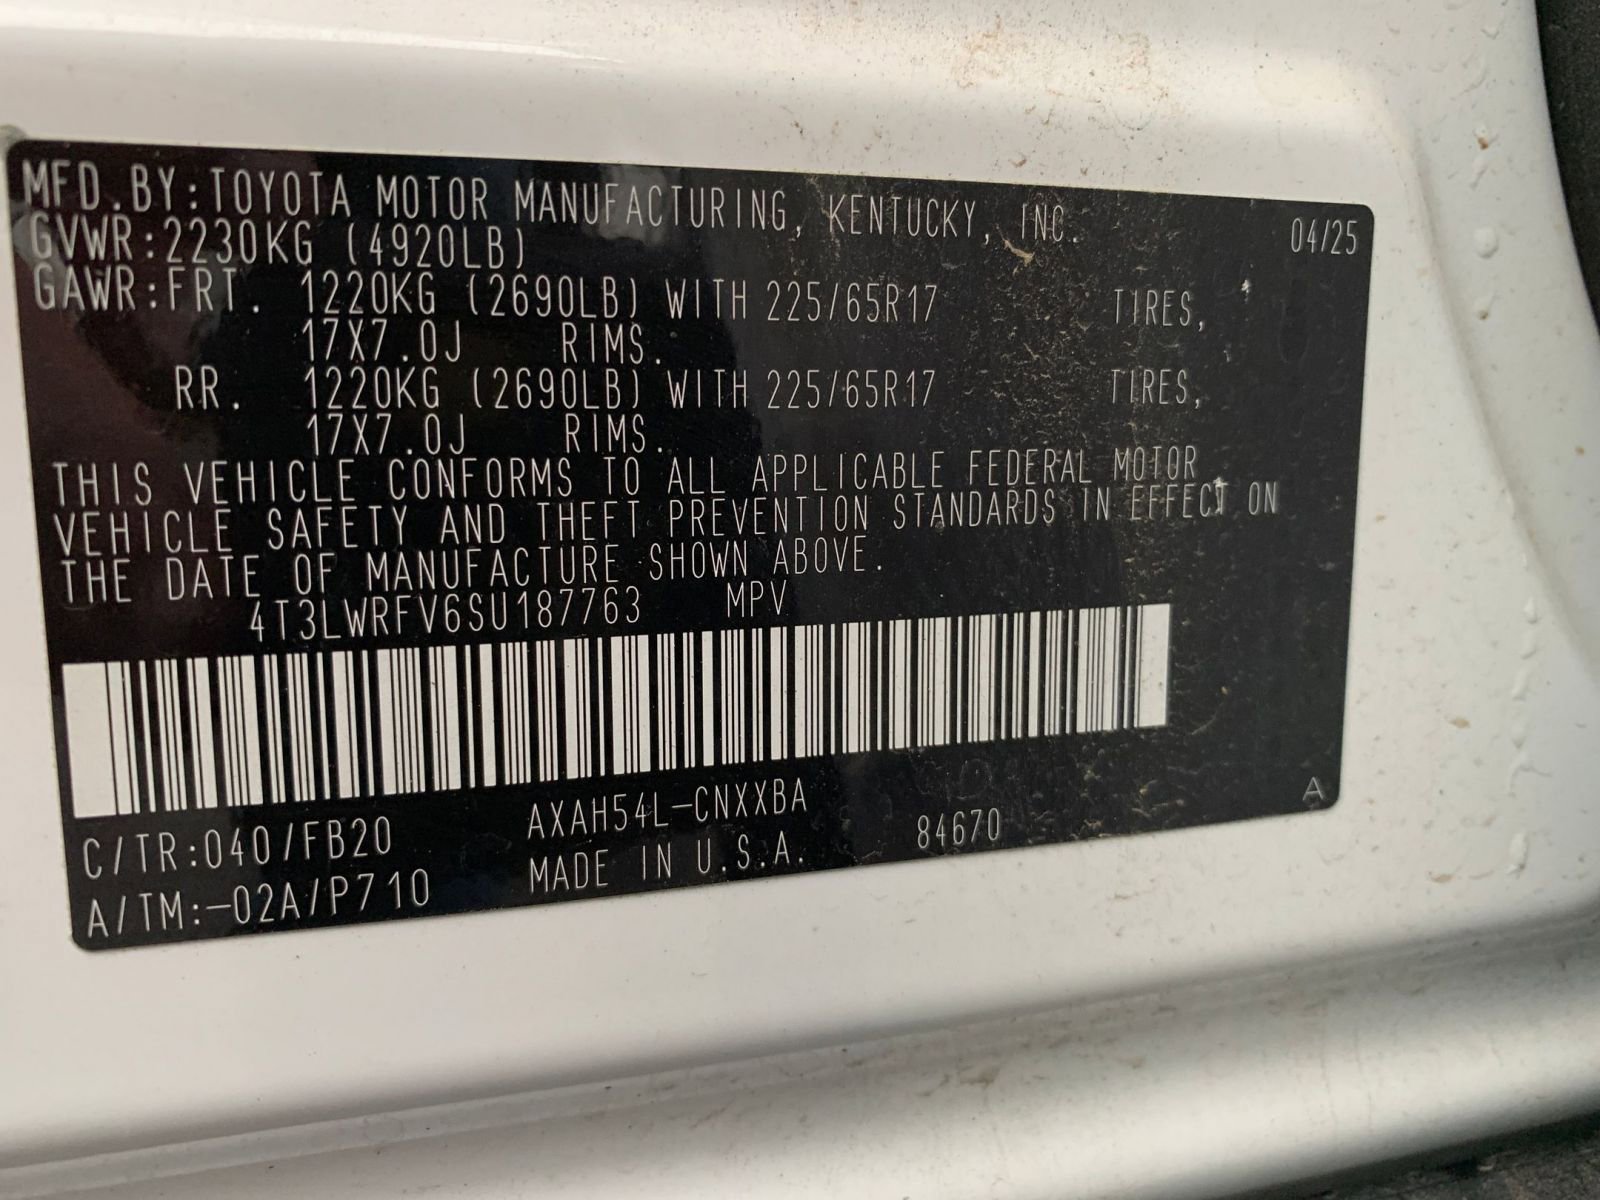 MFD.BY:TOYOTA MOTOR MANUFACTURING, KENTUCKY, INC. 04/25
GVWR:2230KG (4920LB)
GAWR:FRT. 1220KG (2690LB) WITH 225/65R17 TIRES,
17X7.0J RIMS.
RR. 1220KG (2690LB) WITH 225/65R17 TIRES,
17X7.0J RIMS.
THIS VEHICLE CONFORMS TO ALL APPLICABLE FEDERAL MOTOR
VEHICLE SAFETY AND THEFT PREVENTION STANDARDS IN EFFECT ON
THE DATE OF MANUFACTURE SHOWN ABOVE.
4T3LWRFV6SU187763 MPV
C/TR:040/FB20 AXAH54L-CNXXBA A
A/TM:-02A/P710 MADE IN U.S.A. 84670